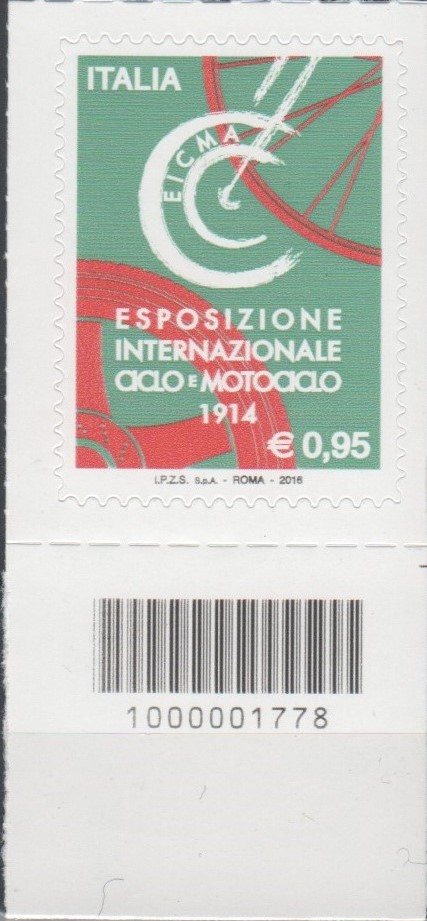 ITALIA
EICMA
ESPOSIZIONE
INTERNAZIONALE
CICLO E MOTOCICLO
1914
€ 0,95
I.P.Z.S. S.p.A. - ROMA - 2016
1000001778